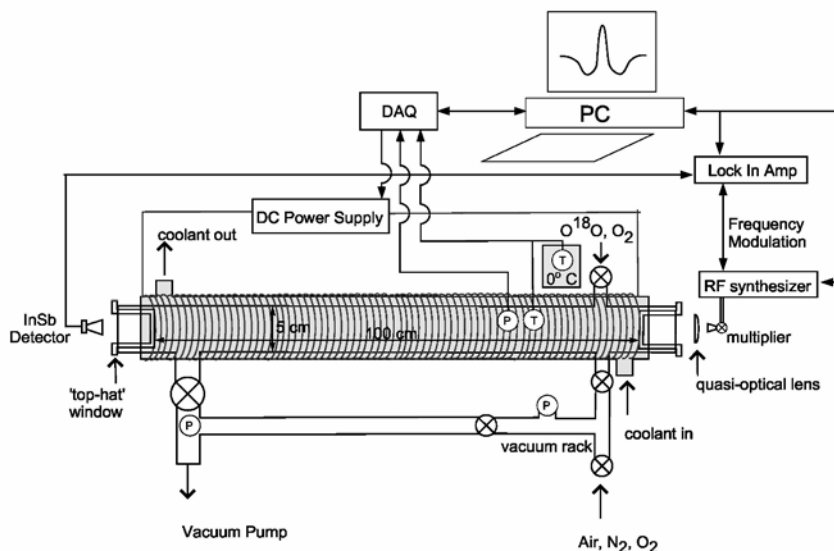 DAQ
PC
Lock In Amp
DC Power Supply
O¹⁸O, O₂
Frequency
Modulation
coolant out
T
0° C
RF synthesizer
InSb
Detector
P
T
5 cm
100 cm
multiplier
'top-hat'
window
quasi-optical lens
P
P
vacuum rack
coolant in
Vacuum Pump
Air, N₂, O₂